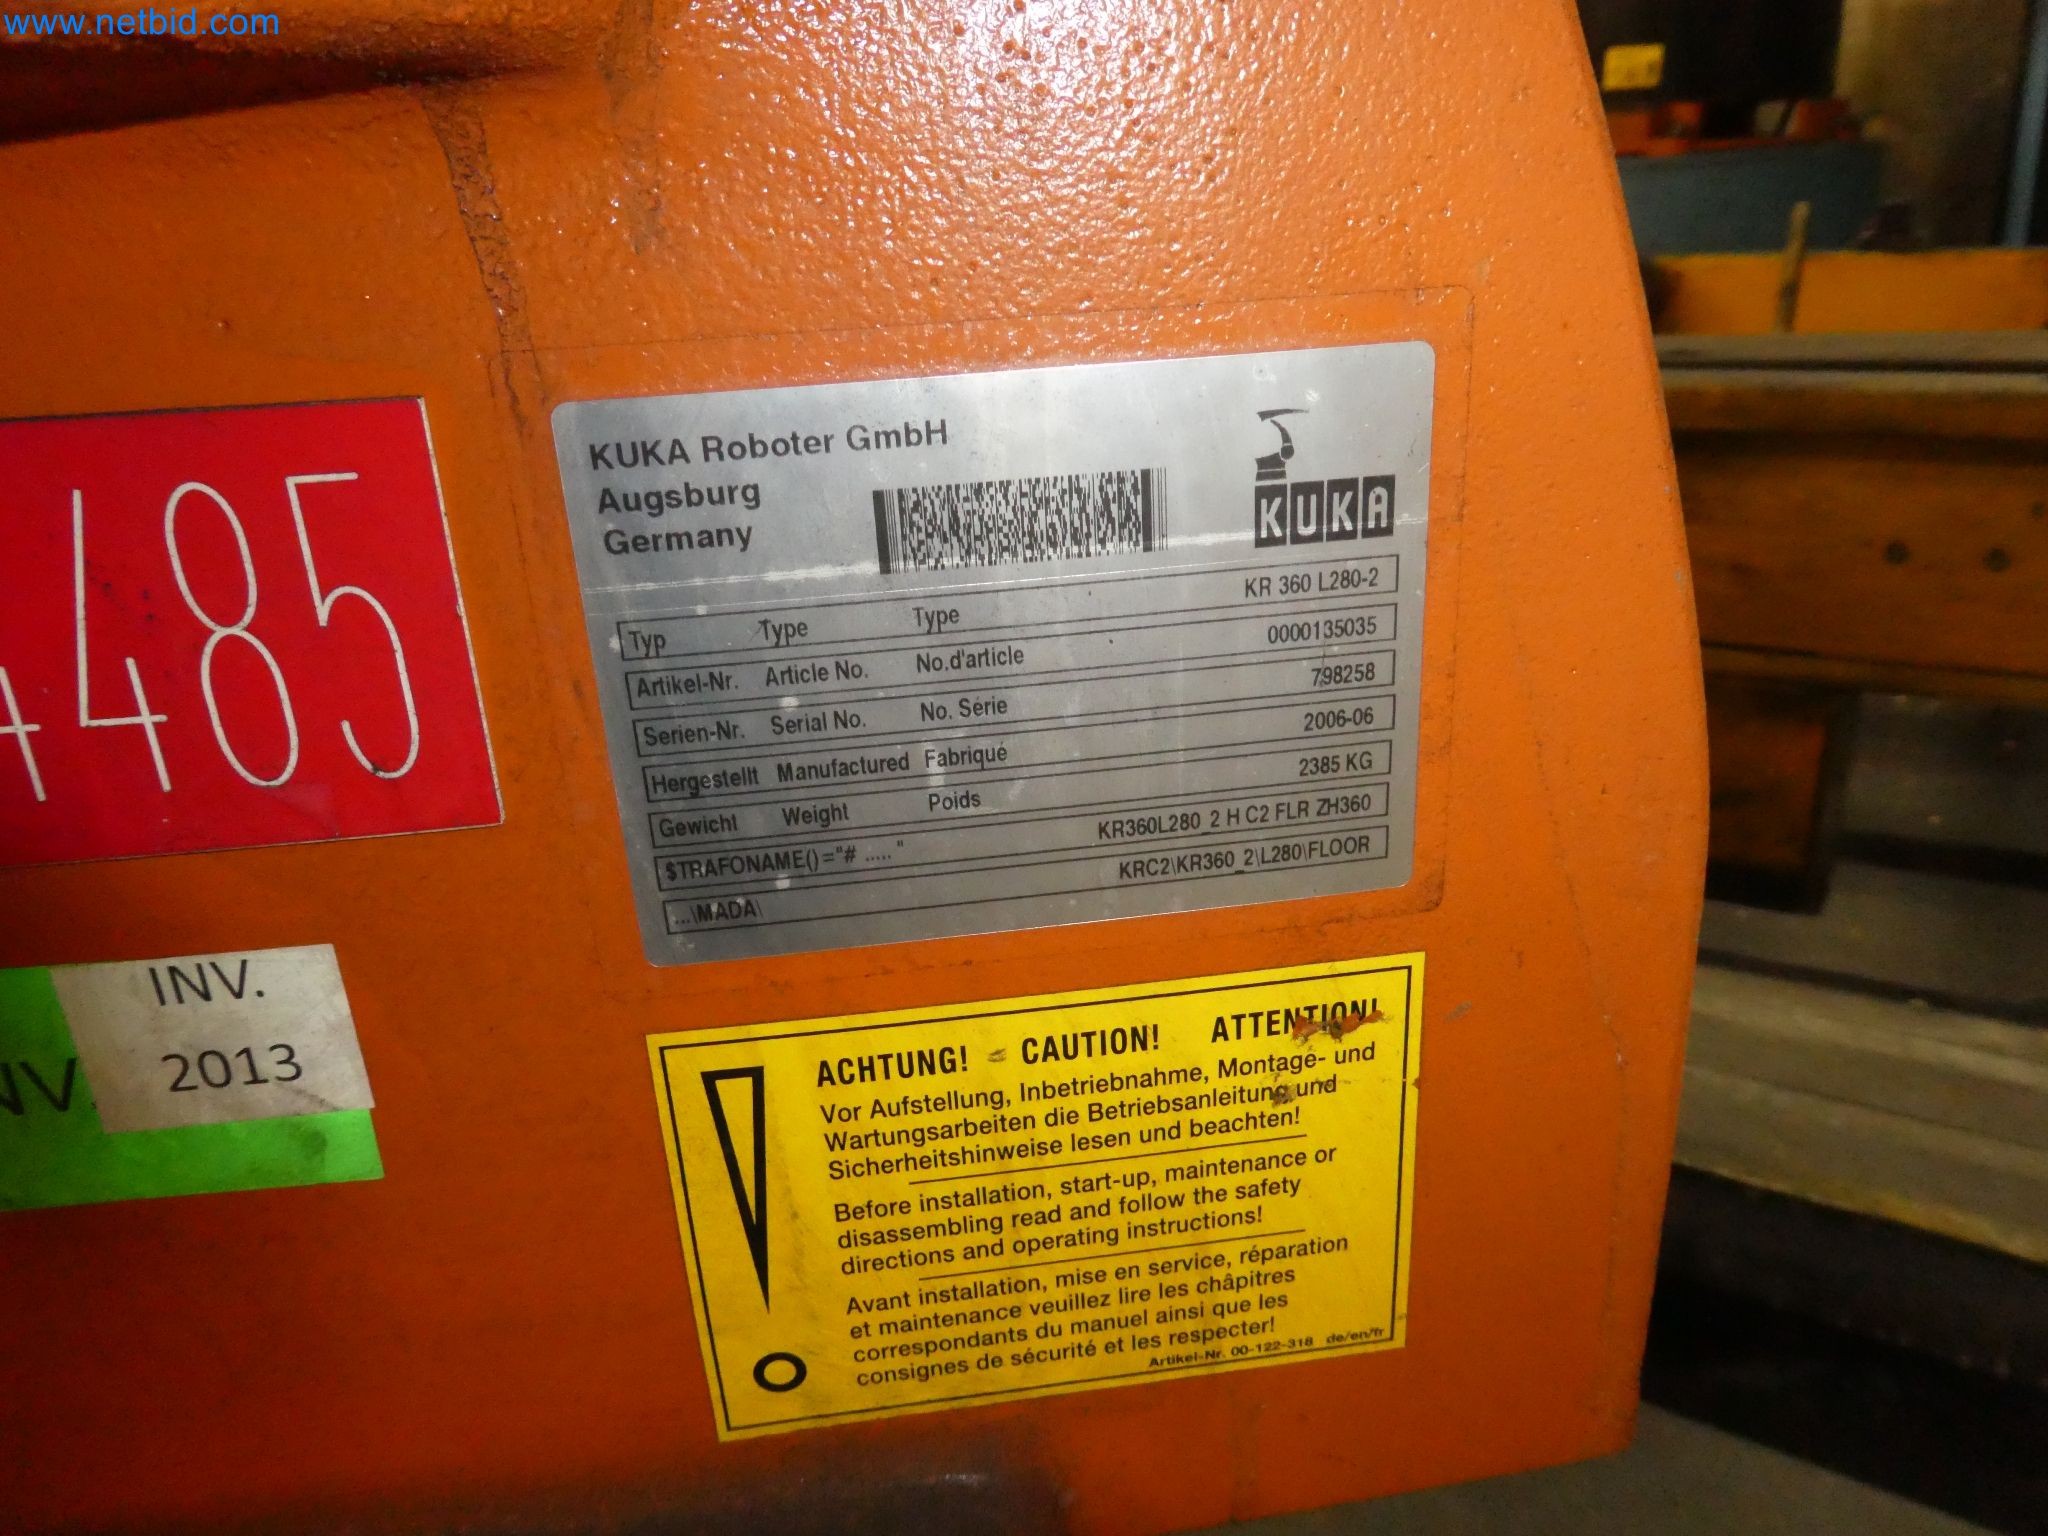 www.netbid.com
KUKA Roboter GmbH
Augsburg
Germany
KUKA
Typ Type Type KR 360 L280-2
Artikel-Nr. Article No. No.d'article 0000135035
Serien-Nr. Serial No. No. Série 798258
Hergestellt Manufactured Fabriqué 2006-06
Gewicht Weight Poids 2385 KG
$TRAFONAME()="# ..... " KR360L280_2 H C2 FLR ZH360
...\MADA\ KRC2\KR360_2\L280\FLOOR
4485
INV.
2013
NV.
ACHTUNG! CAUTION! ATTENTION!
Vor Aufstellung, Inbetriebnahme, Montage- und
Wartungsarbeiten die Betriebsanleitung und
Sicherheitshinweise lesen und beachten!
Before installation, start-up, maintenance or
disassembling read and follow the safety
directions and operating instructions!
Avant installation, mise en service, réparation
et maintenance veuillez lire les châpitres
correspondants du manuel ainsi que les
consignes de sécurité et les respecter!
Artikel-Nr. 00-122-318 de/en/fr